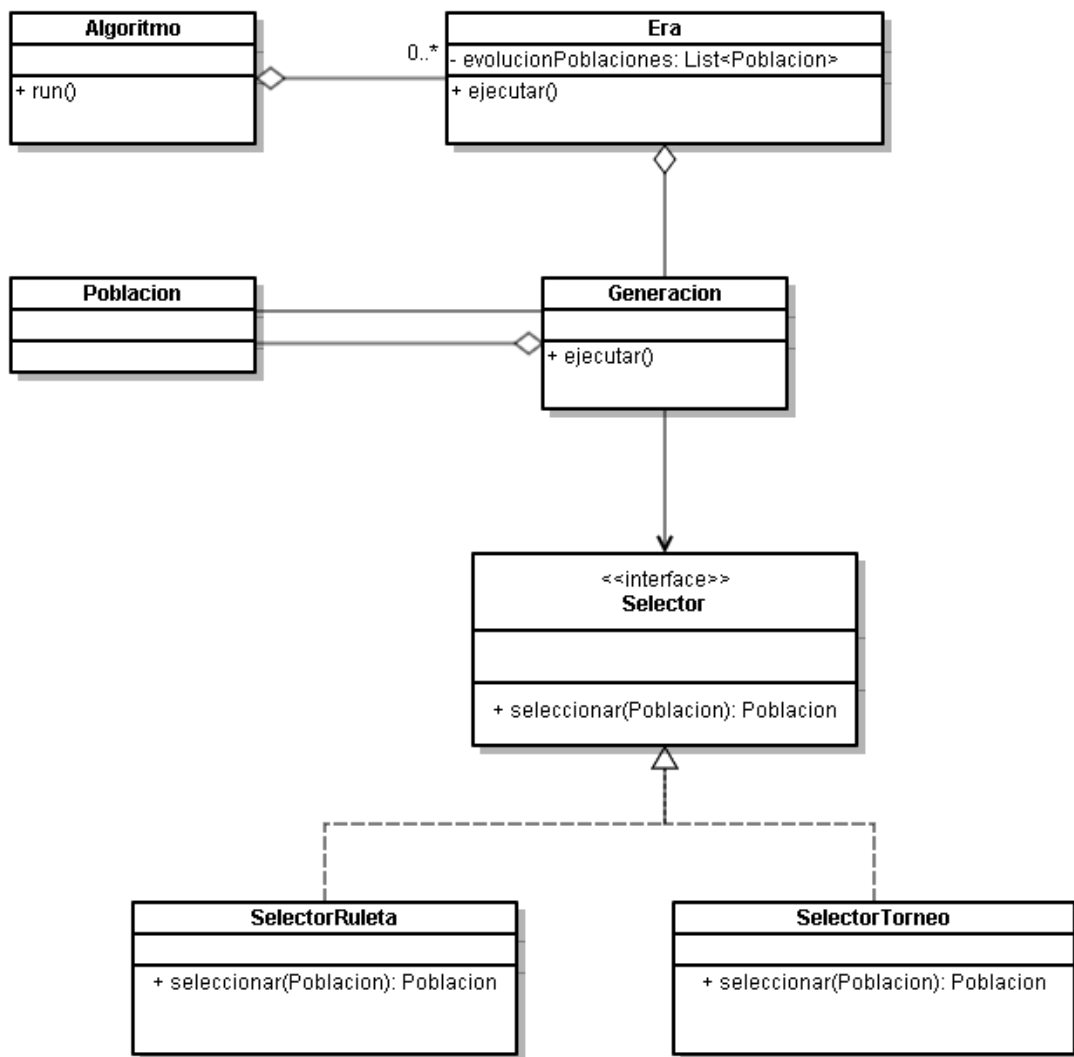 Algoritmo
+ run()
0..*
Era
- evolucionPoblaciones: List<Poblacion>
+ ejecutar()
Poblacion
Generacion
+ ejecutar()
<<interface>>
Selector
+ seleccionar(Poblacion): Poblacion
SelectorRuleta
+ seleccionar(Poblacion): Poblacion
SelectorTorneo
+ seleccionar(Poblacion): Poblacion